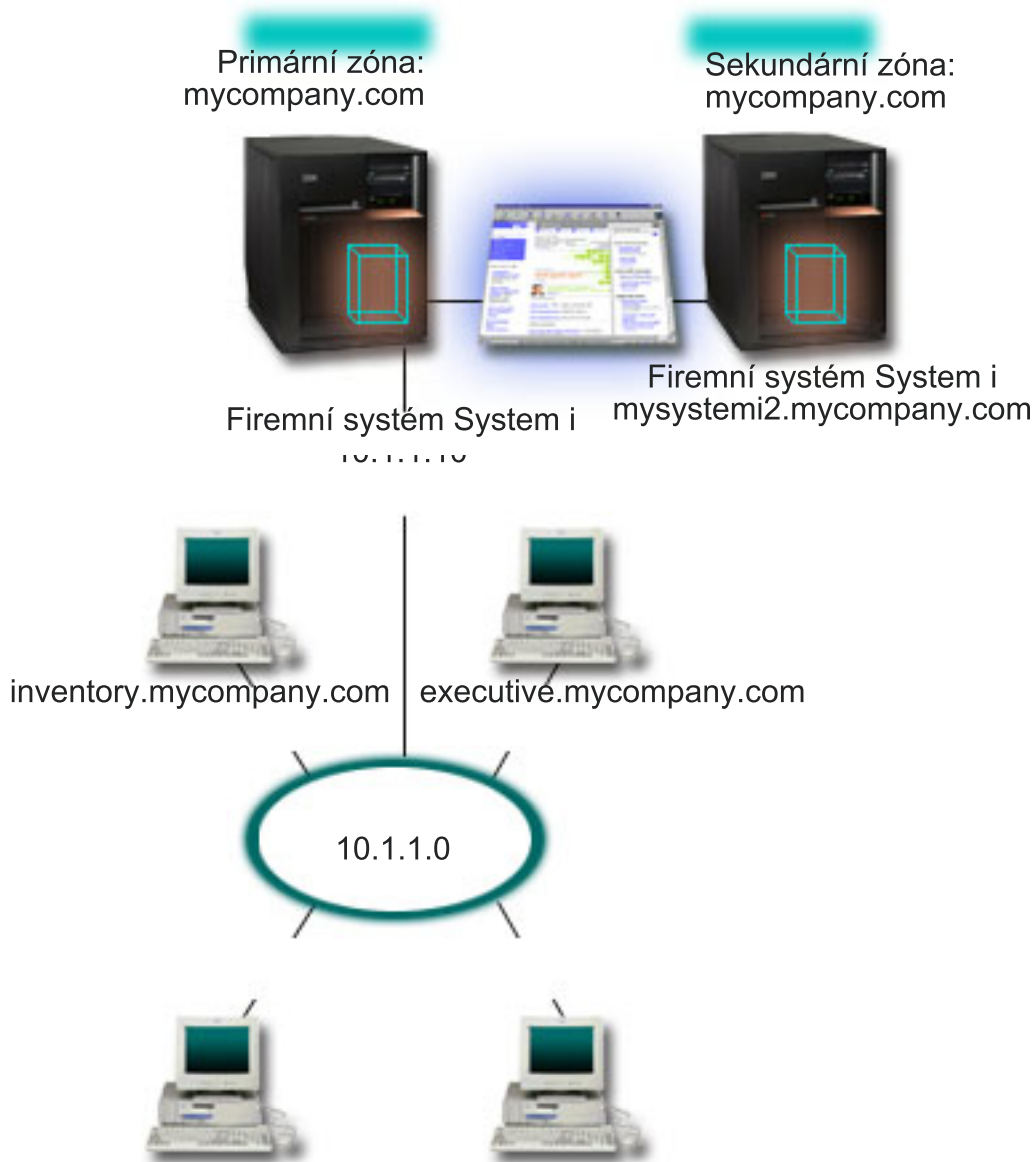 Primární zóna:
mycompany.com
Sekundární zóna:
mycompany.com
Firemní systém System i
Firemní systém System i
mysystemi2.mycompany.com
inventory.mycompany.com
executive.mycompany.com
10.1.1.0